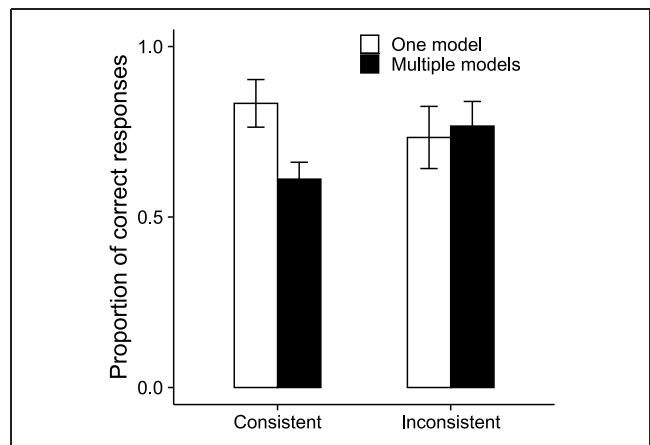 Proportion of correct responses
1.0
0.5
0.0
One model
Multiple models
Consistent
Inconsistent